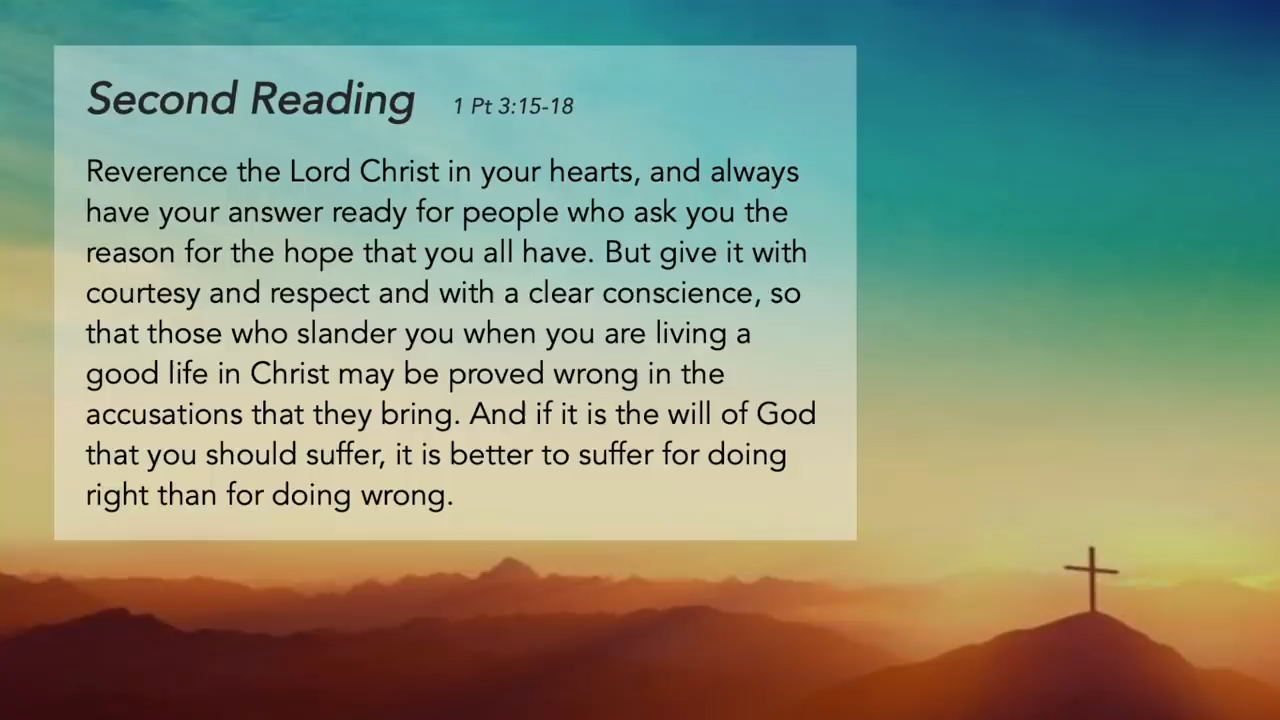 Second Reading 1 Pt 3:15-18
Reverence the Lord Christ in your hearts, and always
have your answer ready for people who ask you the
reason for the hope that you all have. But give it with
courtesy and respect and with a clear conscience, so
that those who slander you when you are living a
good life in Christ may be proved wrong in the
accusations that they bring. And if it is the will of God
that you should suffer, it is better to suffer for doing
right than for doing wrong.